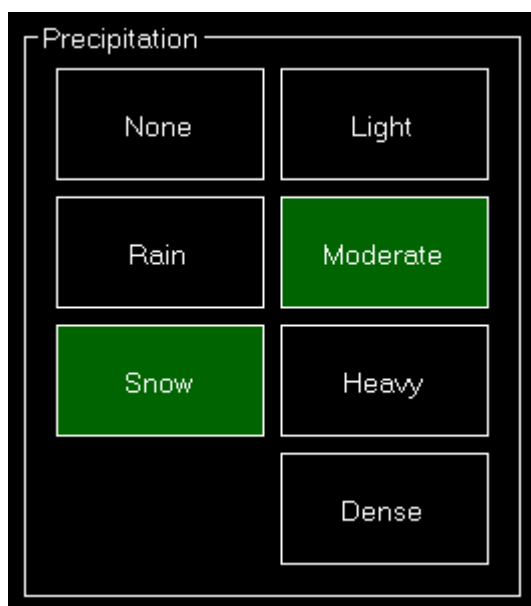 Precipitation
None
Light
Rain
Moderate
Snow
Heavy
Dense